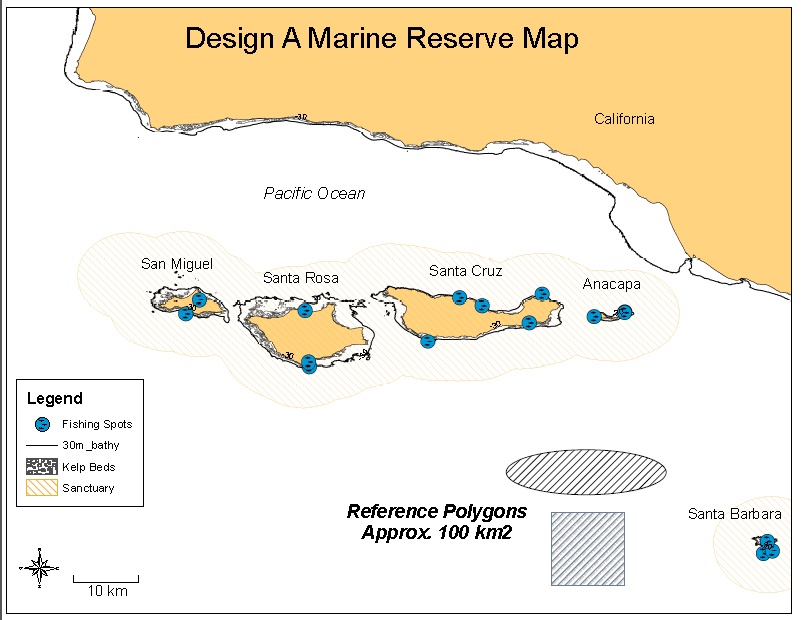 Design A Marine Reserve Map
-30
California
Pacific Ocean
San Miguel
Santa Rosa
Santa Cruz
Anacapa
-30
-30
Legend
Fishing Spots
30m_bathy
Kelp Beds
Sanctuary
Reference Polygons
Approx. 100 km2
Santa Barbara
10 km